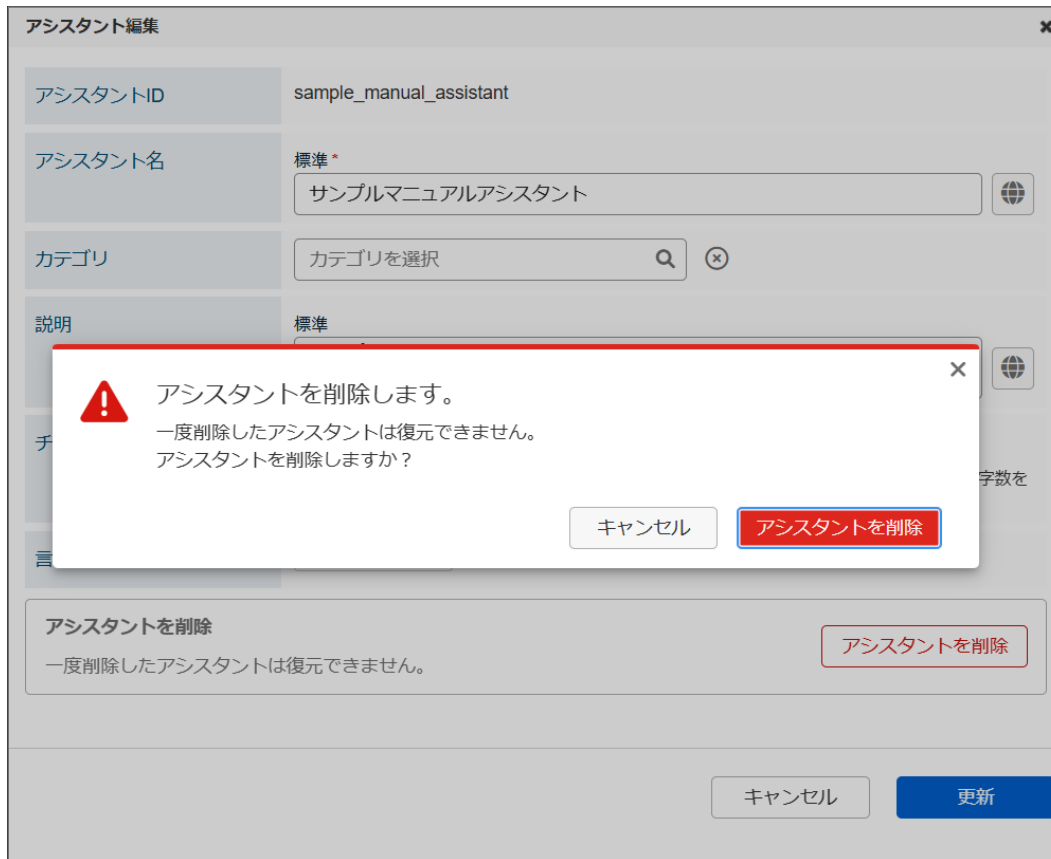 アシスタント編集
アシスタントID
sample_manual_assistant
アシスタント名
標準*
サンプルマニュアルアシスタント
カテゴリ
カテゴリを選択
説明
標準
アシスタントを削除します。
一度削除したアシスタントは復元できません。
アシスタントを削除しますか？
キャンセル
アシスタントを削除
チ
字数を
言
アシスタントを削除
一度削除したアシスタントは復元できません。
アシスタントを削除
キャンセル
更新